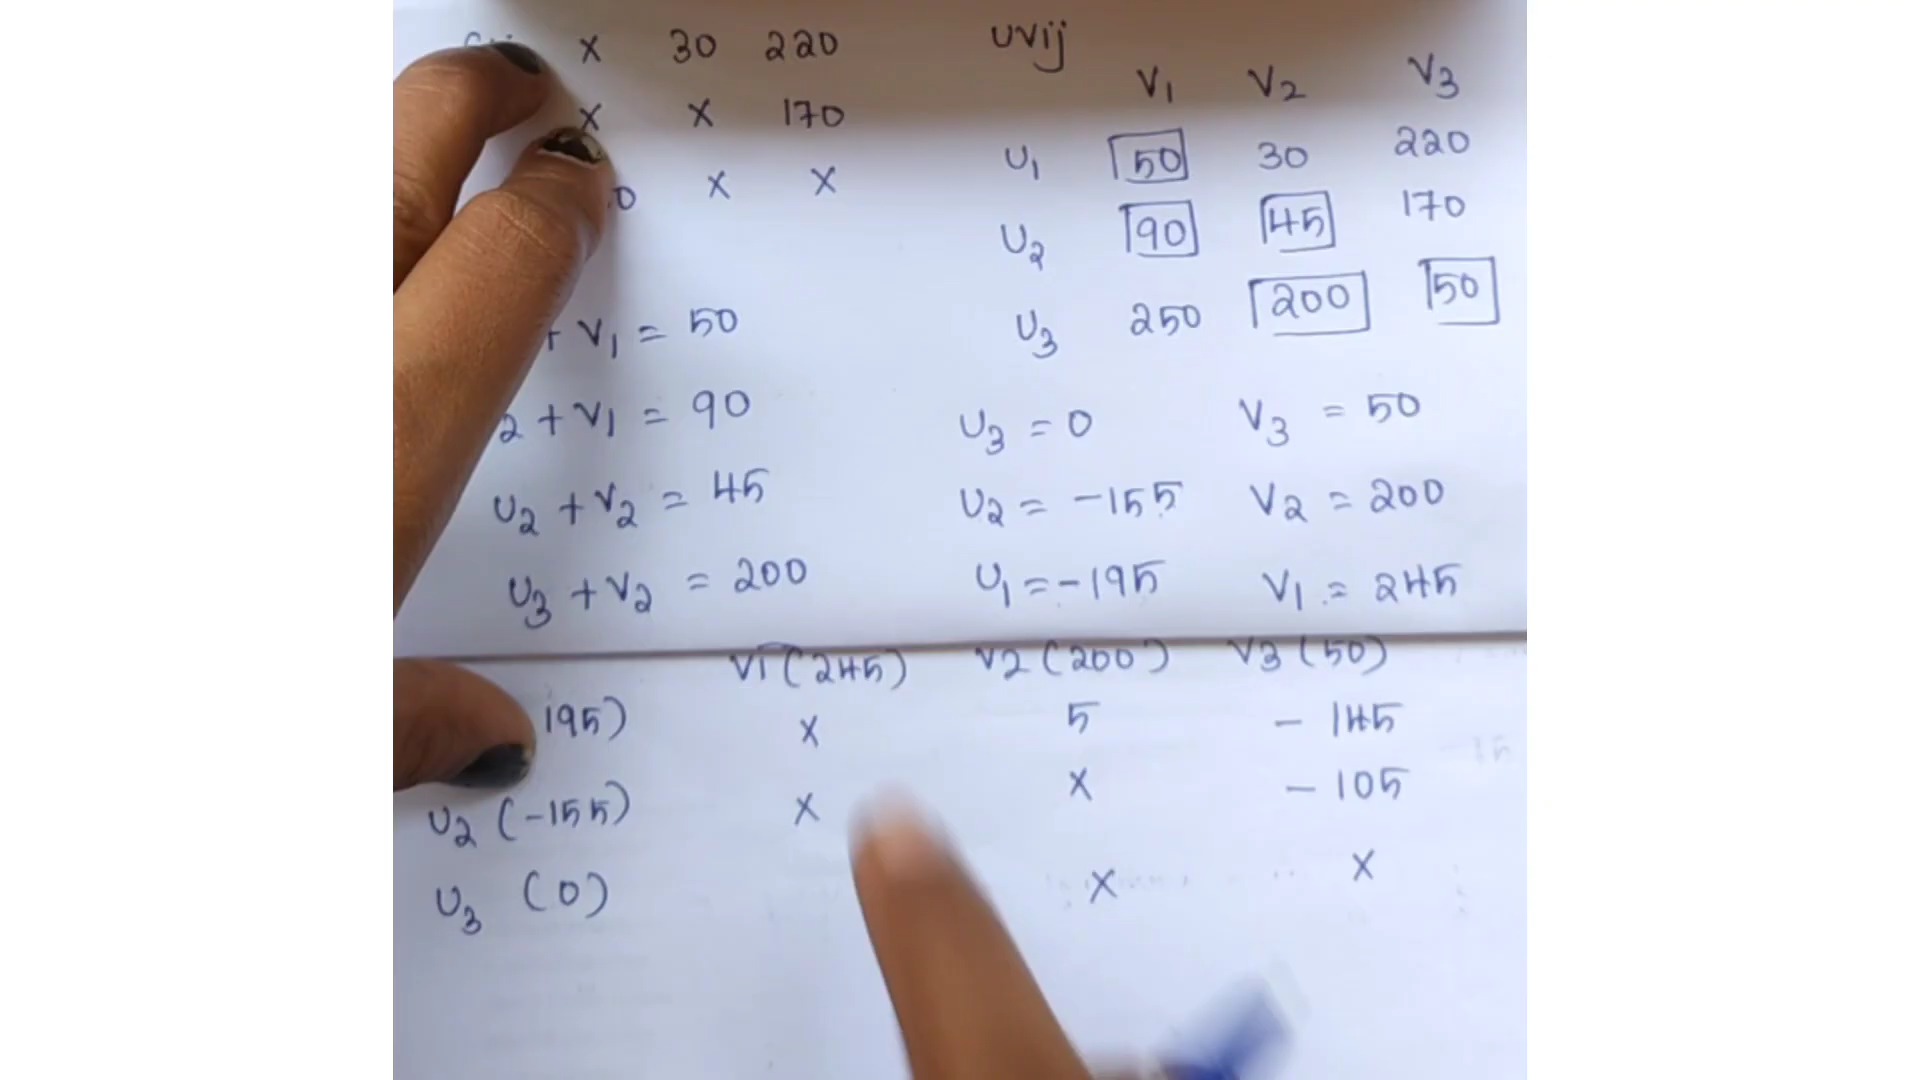 X 30 220
X X 170
0 X X
UVij
V1 V2 V3
U1 50 30 220
U2 90 45 170
U3 250 200 50
+ V1 = 50
2 + V1 = 90
U2 + V2 = 45
U3 + V2 = 200
U3 = 0 V3 = 50
U2 = -155 V2 = 200
U1 = -195 V1 = 245
V1 (245) V2 (200) V3 (50)
195) X 5 - 145
U2 (-155) X X - 105
U3 (0) X X